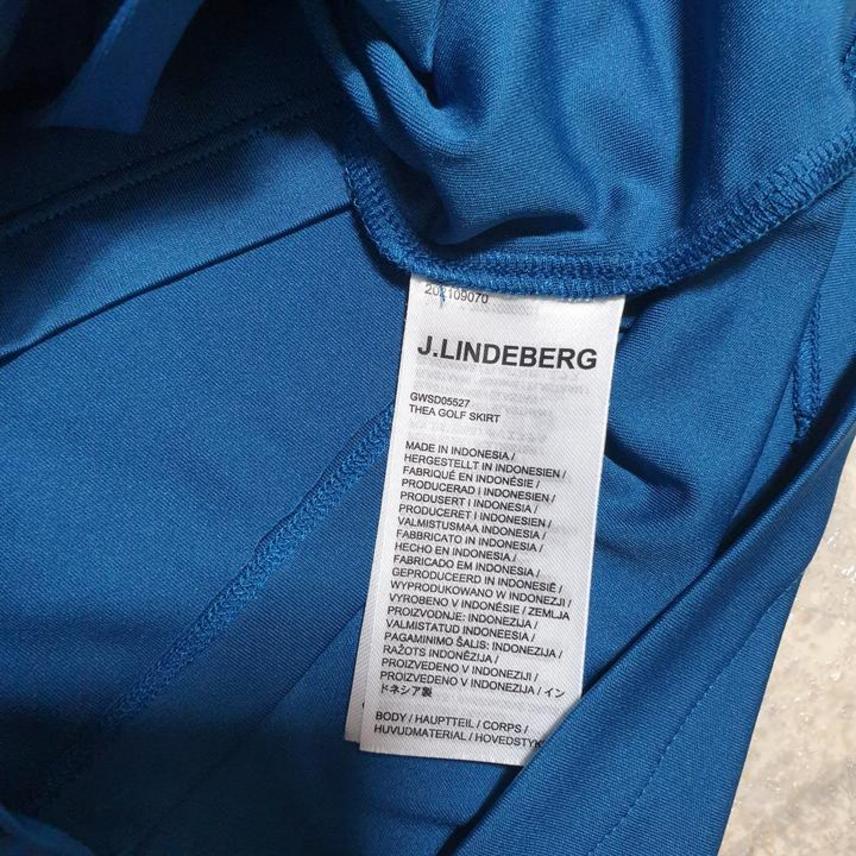 202109070
J.LINDEBERG
GWSD05527
THEA GOLF SKIRT
MADE IN INDONESIA /
HERGESTELLT IN INDONESIEN /
FABRIQUÉ EN INDONÉSIE /
PRODUCERAD I INDONESIEN /
PRODUSERT I INDONESIA /
PRODUCERET I INDONESIEN /
VALMISTUSMAA INDONESIA /
FABBRICATO IN INDONESIA /
HECHO EN INDONESIA /
FABRICADO EM INDONESIA /
GEPRODUCEERD IN INDONESIË /
WYPRODUKOWANO W INDONEZJI /
VYROBENO V INDONÉSIE / ZEMLJA
PROIZVODNJE: INDONEZIJA /
VALMISTATUD INDONEESIA /
PAGAMINIMO ŠALIS: INDONEZIJA /
RAŽOTS INDONĒZIJA /
PROIZVEDENO V INDONEZIJI /
PROIZVEDENO V INDONEZIJA / イン
ドネシア製
BODY / HAUPTTEIL / CORPS /
HUVUDMATERIAL / HOVEDSTYK